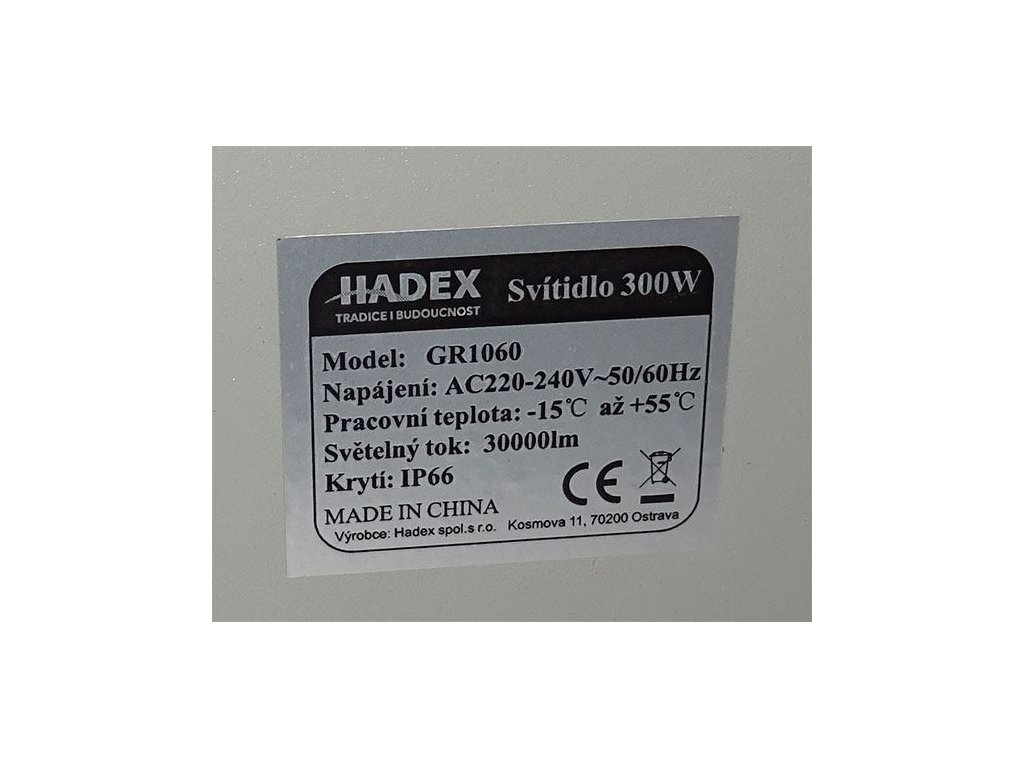 HADEX
TRADICE I BUDOUCNOST
Svítidlo 300W
Model: GR1060
Napájení: AC220-240V~50/60Hz
Pracovní teplota: -15℃ až +55℃
Světelný tok: 30000lm
Krytí: IP66
CE
MADE IN CHINA
Výrobce: Hadex spol.s r.o. Kosmova 11, 70200 Ostrava